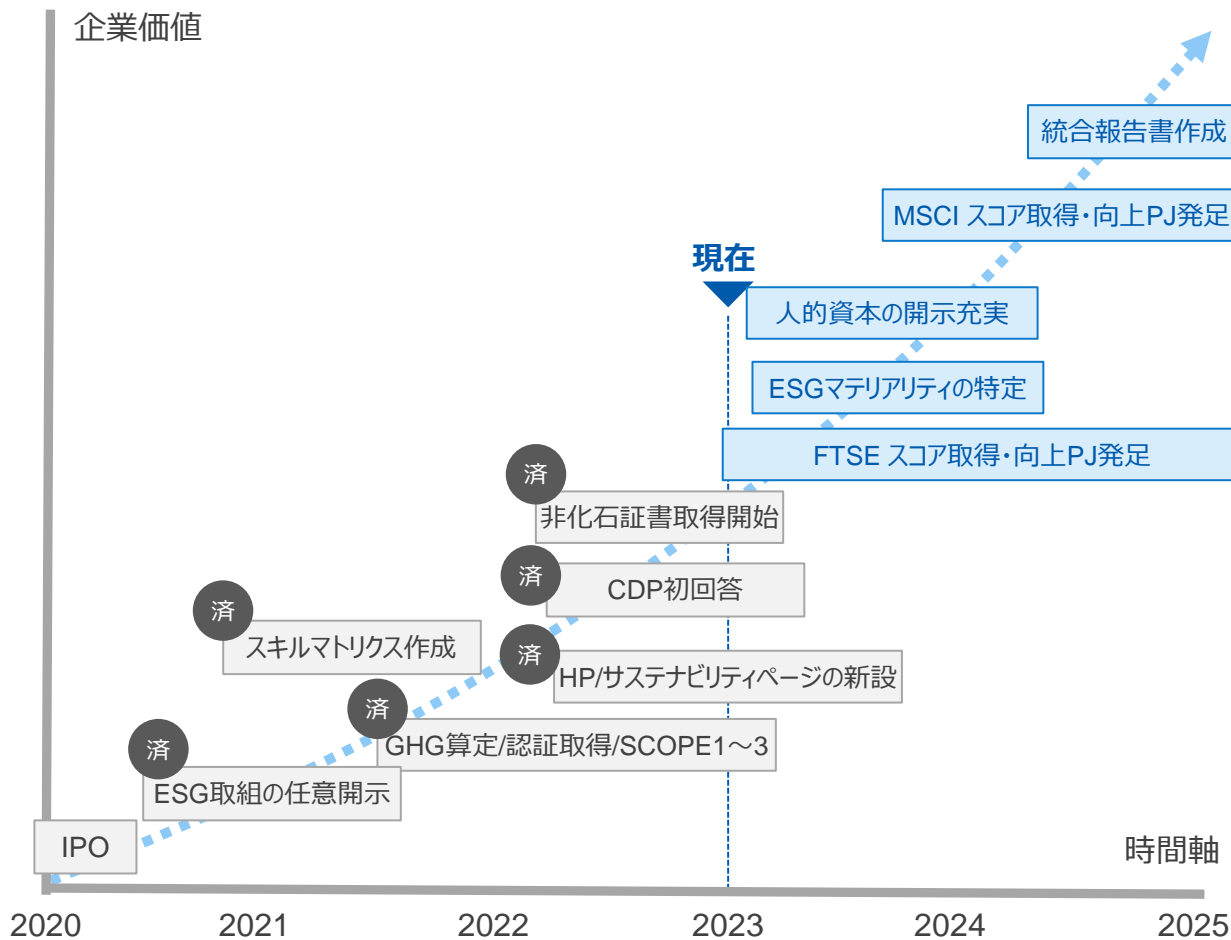 企業価値
統合報告書作成
MSCI スコア取得・向上PJ発足
現在
人的資本の開示充実
ESGマテリアリティの特定
FTSE スコア取得・向上PJ発足
済
非化石証書取得開始
済
CDP初回答
済
スキルマトリクス作成
済
HP/サステナビリティページの新設
済
GHG算定/認証取得/SCOPE1～3
済
ESG取組の任意開示
IPO
時間軸
2020 2021 2022 2023 2024 2025